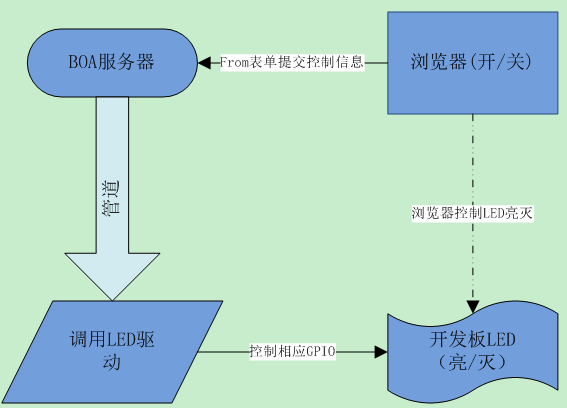 BOA服务器
From表单提交控制信息
浏览器(开/关)
管道
浏览器控制LED亮灭
调用LED驱
动
控制相应GPIO
开发板LED
（亮/灭）